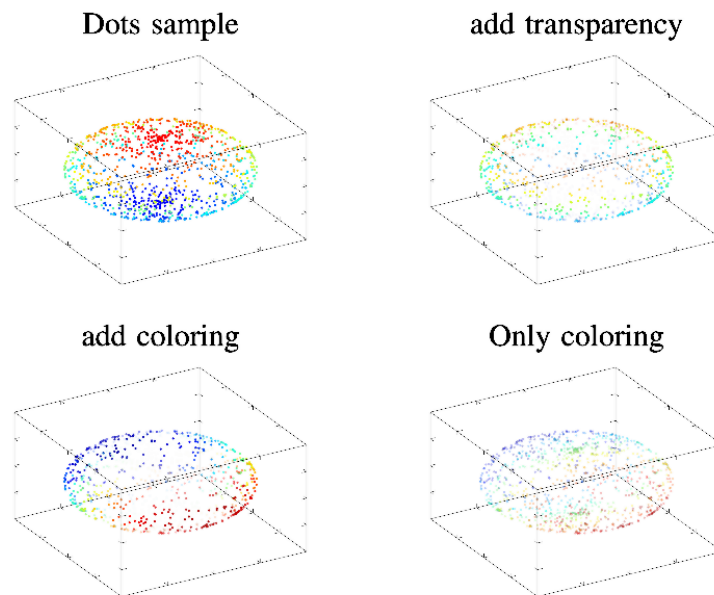 Dots sample
add transparency
add coloring
Only coloring